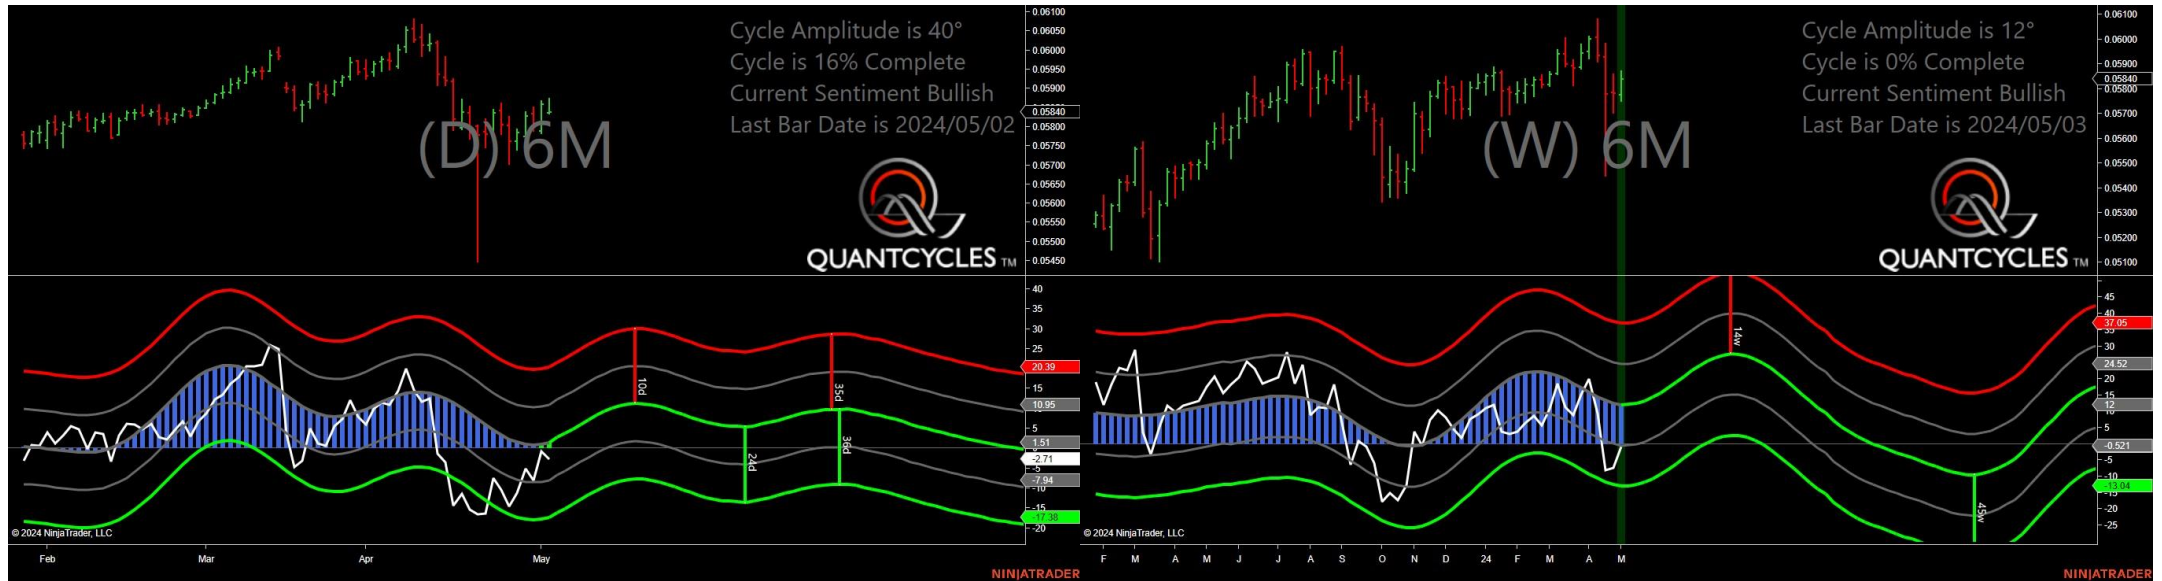 Cycle Amplitude is 40°
Cycle is 16% Complete
Current Sentiment Bullish
Last Bar Date is 2024/05/02
(D) 6M
QUANTCYCLES TM
0.06100
0.06050
0.06000
0.05950
0.05900
0.05840
0.05800
0.05750
0.05700
0.05650
0.05600
0.05550
0.05500
0.05450
10d
35d
24d
36d
40
35
30
25
20.39
15
10.95
5
1.51
-2.71
-5
-7.94
-10
-15
-17.38
-20
© 2024 NinjaTrader, LLC
Feb Mar Apr May
NINJATRADER
Cycle Amplitude is 12°
Cycle is 0% Complete
Current Sentiment Bullish
Last Bar Date is 2024/05/03
(W) 6M
QUANTCYCLES TM
0.06100
0.06000
0.05900
0.05840
0.05800
0.05700
0.05600
0.05500
0.05400
0.05300
0.05200
0.05100
14w
45w
45
40
37.05
30
24.52
20
15
12
10
5
-0.521
-5
-10
-13.04
-15
-20
-25
© 2024 NinjaTrader, LLC
F M A M J J A S O N D 24 F M A M
NINJATRADER